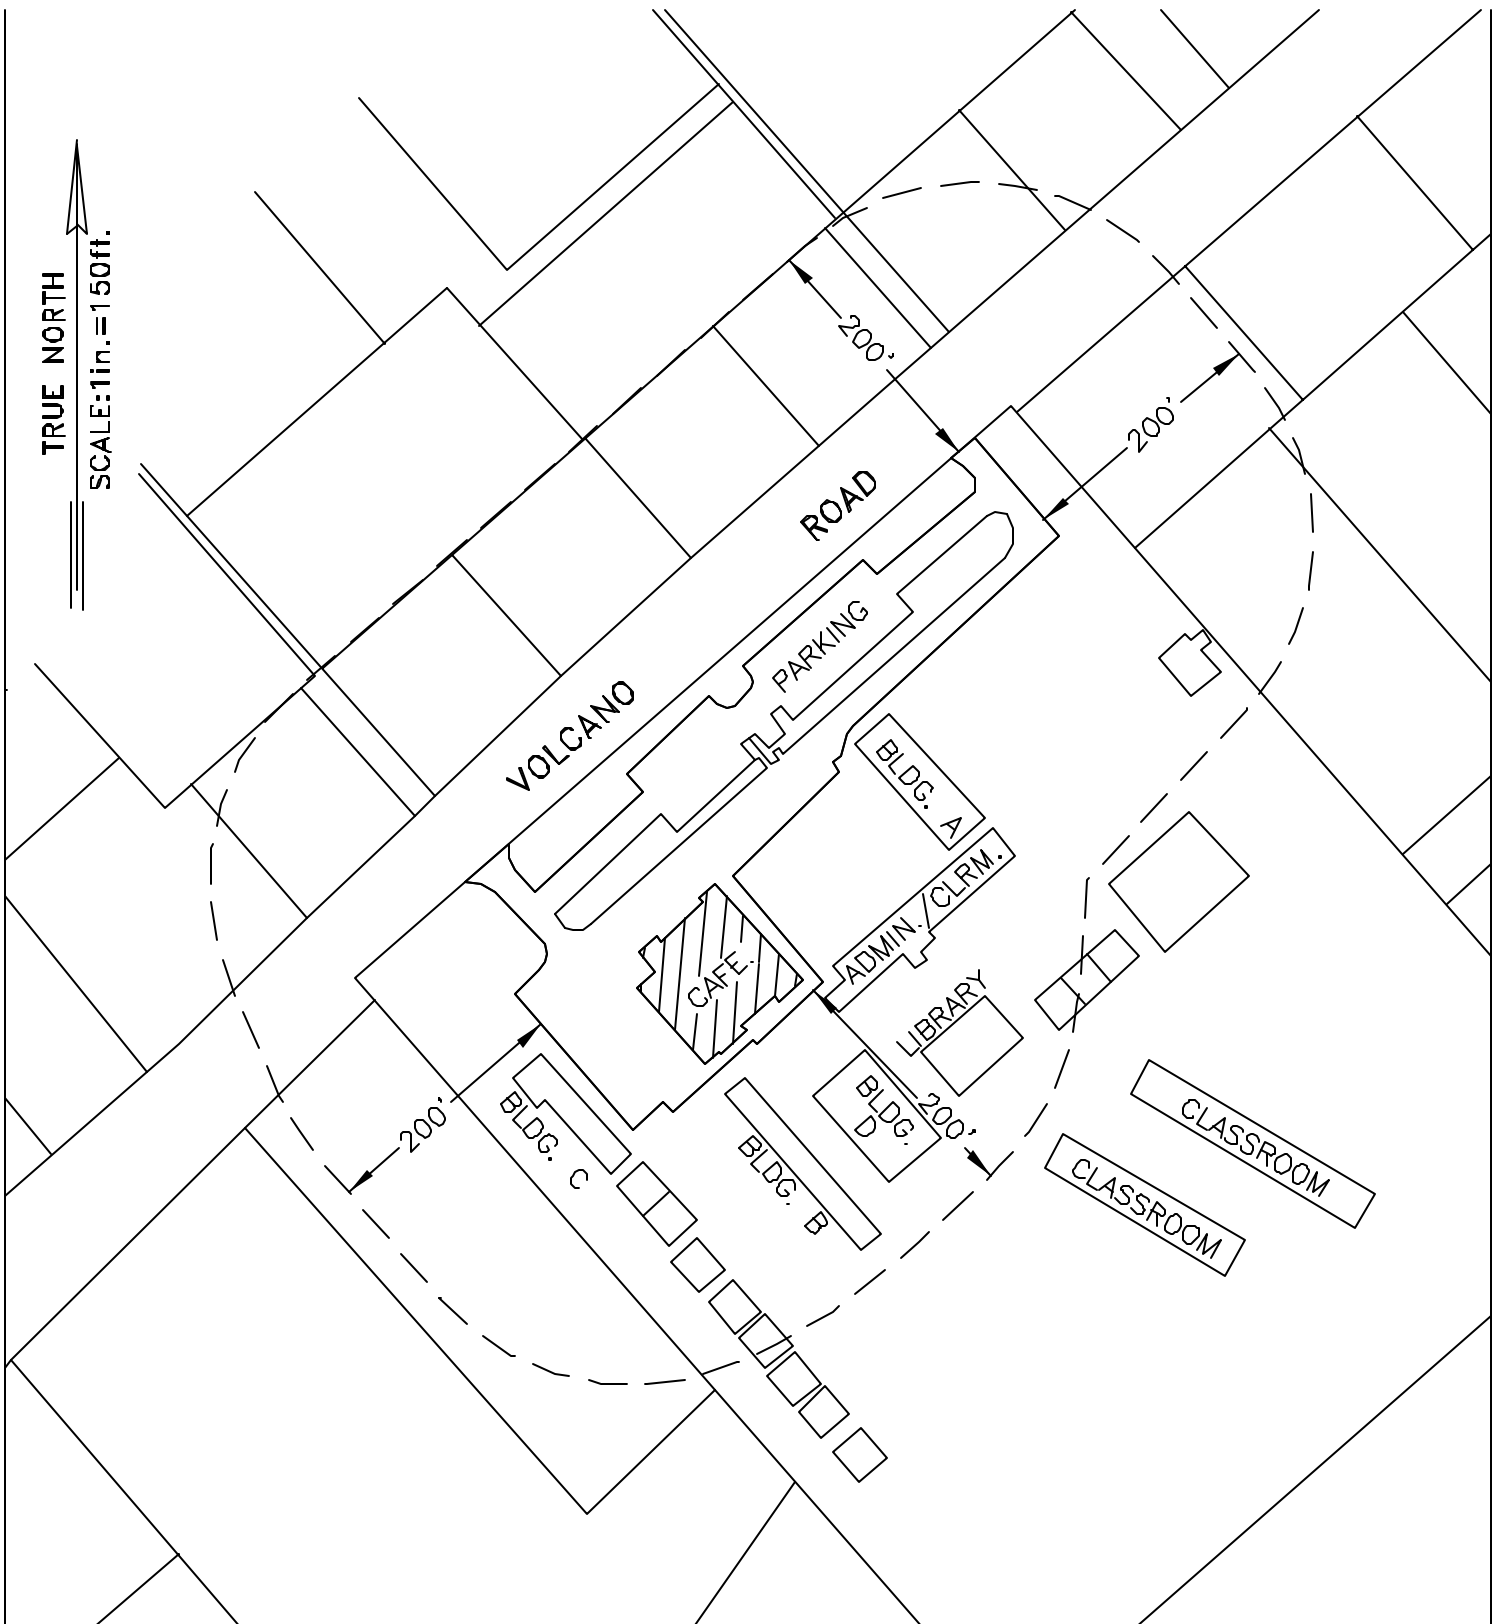 TRUE NORTH
SCALE:1in.=150ft.
200'
200'
VOLCANO ROAD
PARKING
BLDG. A
ADMIN./CLRM.
CAFE.
LIBRARY
BLDG. D
200'
200'
BLDG. C
BLDG. B
CLASSROOM
CLASSROOM